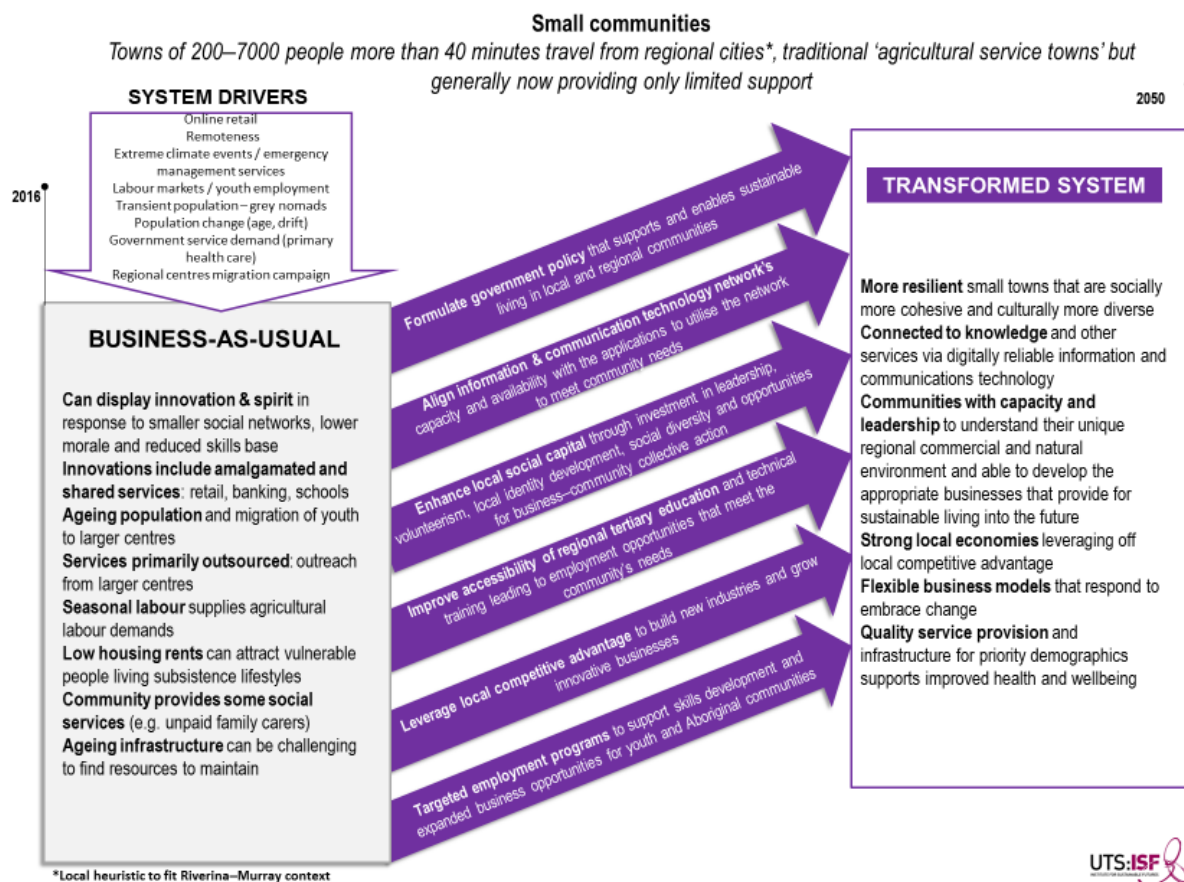 Small communities
Towns of 200–7000 people more than 40 minutes travel from regional cities*, traditional ‘agricultural service towns’ but
generally now providing only limited support
SYSTEM DRIVERS
Online retail
Remoteness
Extreme climate events / emergency
management services
Labour markets / youth employment
Transient population – grey nomads
Population change (age, drift)
Government service demand (primary
health care)
Regional centres migration campaign
2016
BUSINESS-AS-USUAL
Can display innovation & spirit in
response to smaller social networks, lower
morale and reduced skills base
Innovations include amalgamated and
shared services: retail, banking, schools
Ageing population and migration of youth
to larger centres
Services primarily outsourced: outreach
from larger centres
Seasonal labour supplies agricultural
labour demands
Low housing rents can attract vulnerable
people living subsistence lifestyles
Community provides some social
services (e.g. unpaid family carers)
Ageing infrastructure can be challenging
to find resources to maintain
Formulate government policy that supports and enables sustainable
living in local and regional communities
Align information & communication technology network's
capacity and availability with the applications to utilise the network
to meet community needs
Enhance local social capital through investment in leadership,
volunteerism, local identity development, social diversity and opportunities
for business–community collective action
Improve accessibility of regional tertiary education and technical
training leading to employment opportunities that meet the
community's needs
Leverage local competitive advantage to build new industries and grow
innovative businesses
Targeted employment programs to support skills development and
expanded business opportunities for youth and Aboriginal communities
2050
TRANSFORMED SYSTEM
More resilient small towns that are socially
more cohesive and culturally more diverse
Connected to knowledge and other
services via digitally reliable information and
communications technology
Communities with capacity and
leadership to understand their unique
regional commercial and natural
environment and able to develop the
appropriate businesses that provide for
sustainable living into the future
Strong local economies leveraging off
local competitive advantage
Flexible business models that respond to
embrace change
Quality service provision and
infrastructure for priority demographics
supports improved health and wellbeing
*Local heuristic to fit Riverina–Murray context
UTS:ISF
INSTITUTE FOR SUSTAINABLE FUTURES